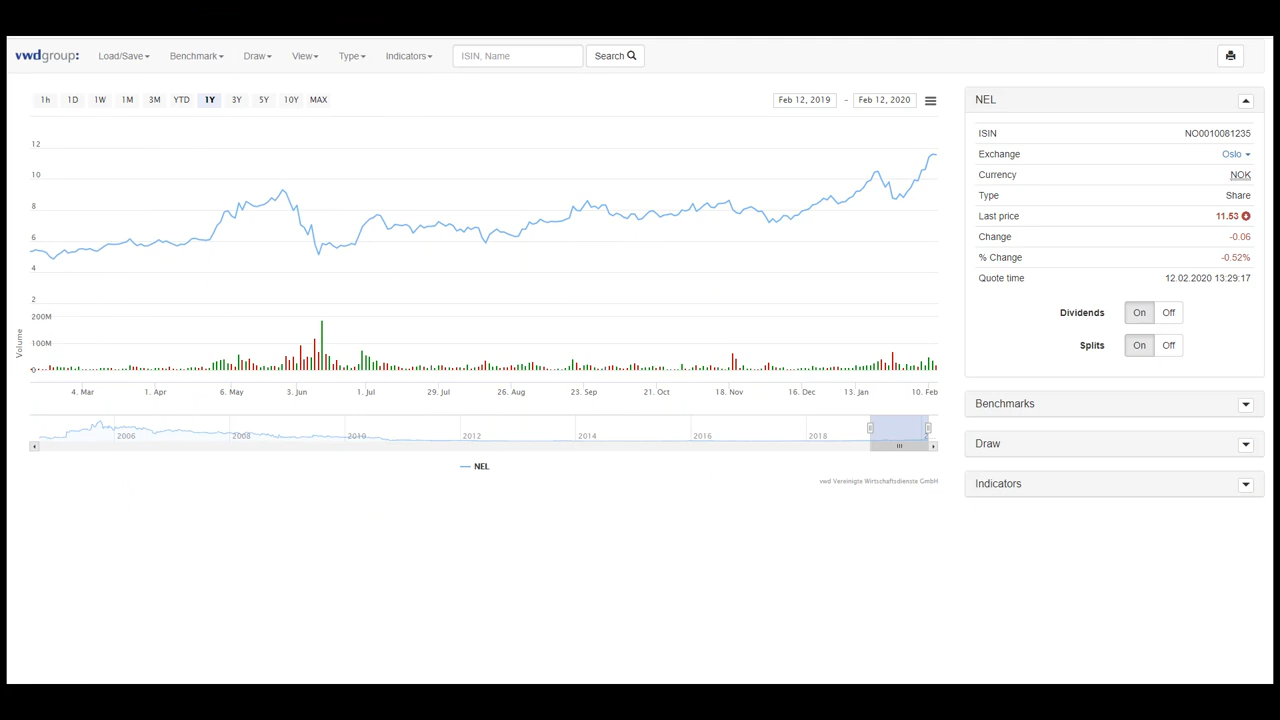 vwdgroup: Load/Save Benchmark Draw View Type Indicators ISIN, Name Search
1h 1D 1W 1M 3M YTD 1Y 3Y 5Y 10Y MAX Feb 12, 2019 - Feb 12, 2020
12
10
8
6
4
2
200M
100M
0
Volume
4. Mar 1. Apr 6. May 3. Jun 1. Jul 29. Jul 26. Aug 23. Sep 21. Oct 18. Nov 16. Dec 13. Jan 10. Feb
2006 2008 2010 2012 2014 2016 2018
NEL
vwd Vereinigte Wirtschaftsdienste GmbH
NEL
ISIN NO0010081235
Exchange Oslo
Currency NOK
Type Share
Last price 11.53
Change -0.06
% Change -0.52%
Quote time 12.02.2020 13:29:17
Dividends On Off
Splits On Off
Benchmarks
Draw
Indicators